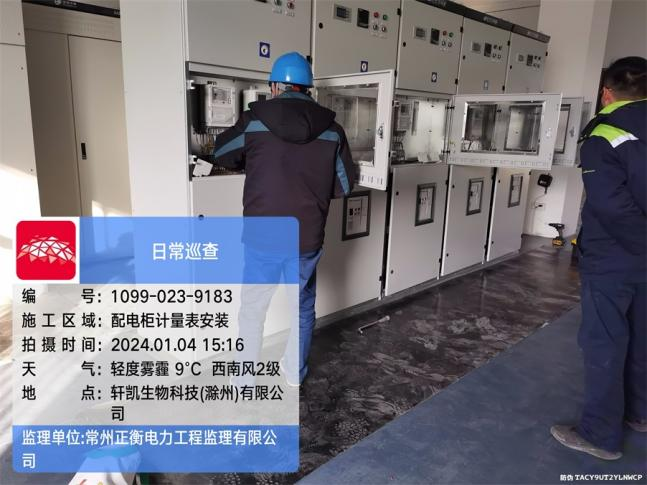 日常巡查
编 号：1099-023-9183
施工区域：配电柜计量表安装
拍摄时间：2024.01.04 15:16
天 气：轻度雾霾 9°C 西南风2级
地 点：轩凯生物科技(滁州)有限公
司
监理单位:常州正衡电力工程监理有限公
司
防伪 TACY9UT2YLNWCP